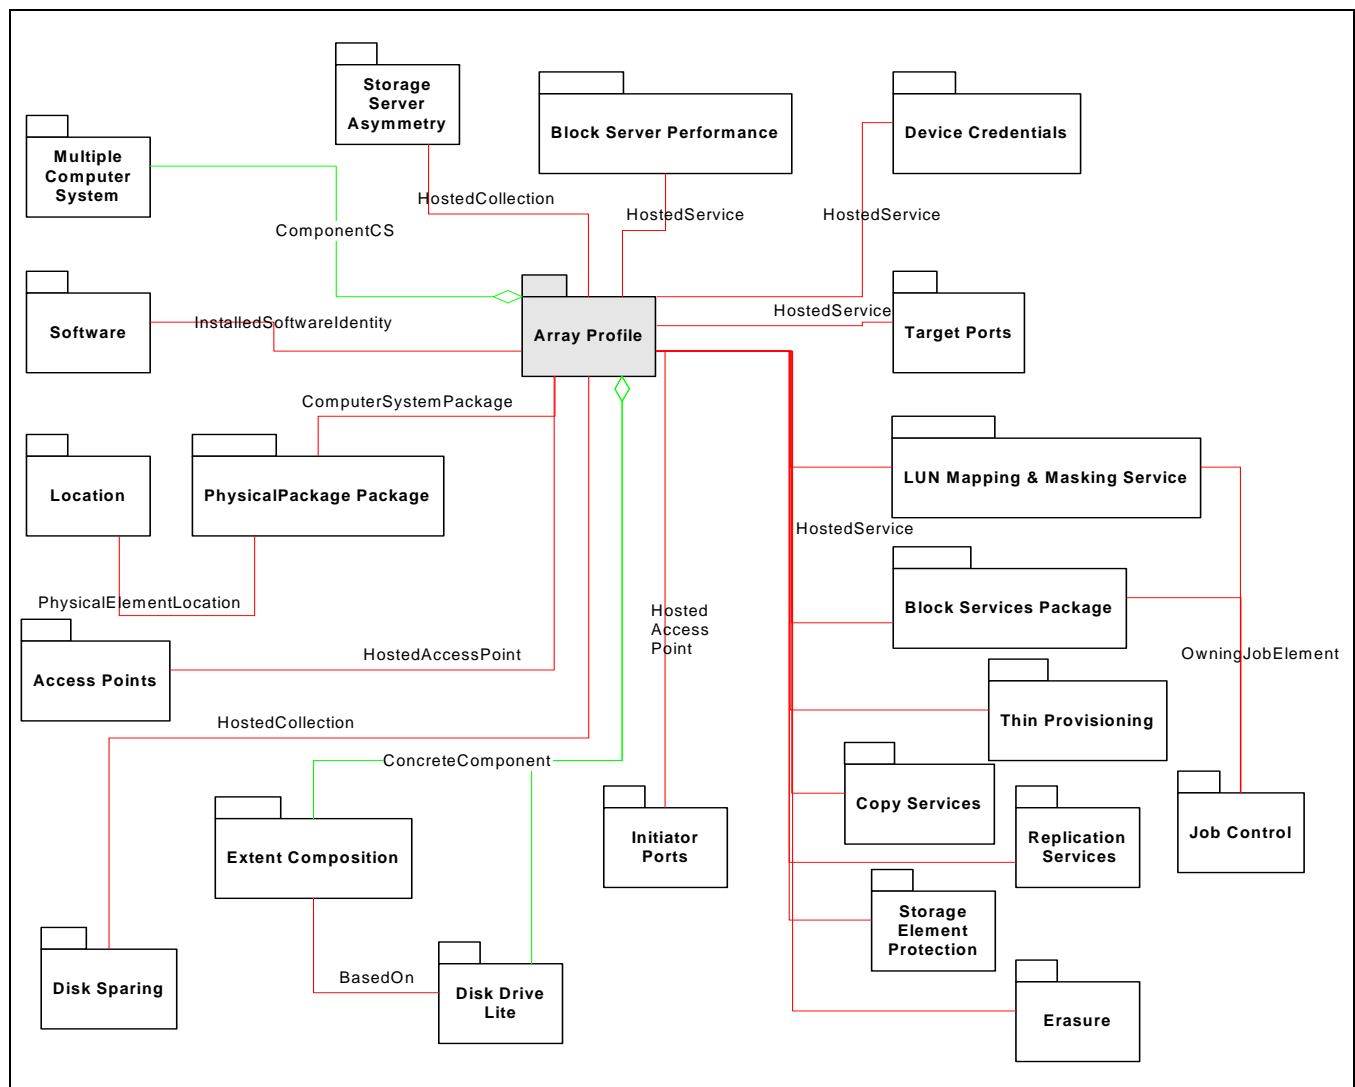 Storage
Server
Asymmetry
Block Server Performance
Device Credentials
Multiple
Computer
System
HostedCollection
HostedService
HostedService
ComponentCS
Software
InstalledSoftwareIdentity
Array Profile
HostedService
Target Ports
ComputerSystemPackage
Location
PhysicalPackage Package
LUN Mapping & Masking Service
HostedService
PhysicalElementLocation
Block Services Package
Hosted
Access
Point
Access Points
HostedAccessPoint
OwningJobElement
HostedCollection
Thin Provisioning
ConcreteComponent
Copy Services
Extent Composition
Initiator
Ports
Replication
Services
Job Control
Storage
Element
Protection
Disk Sparing
BasedOn
Disk Drive
Lite
Erasure